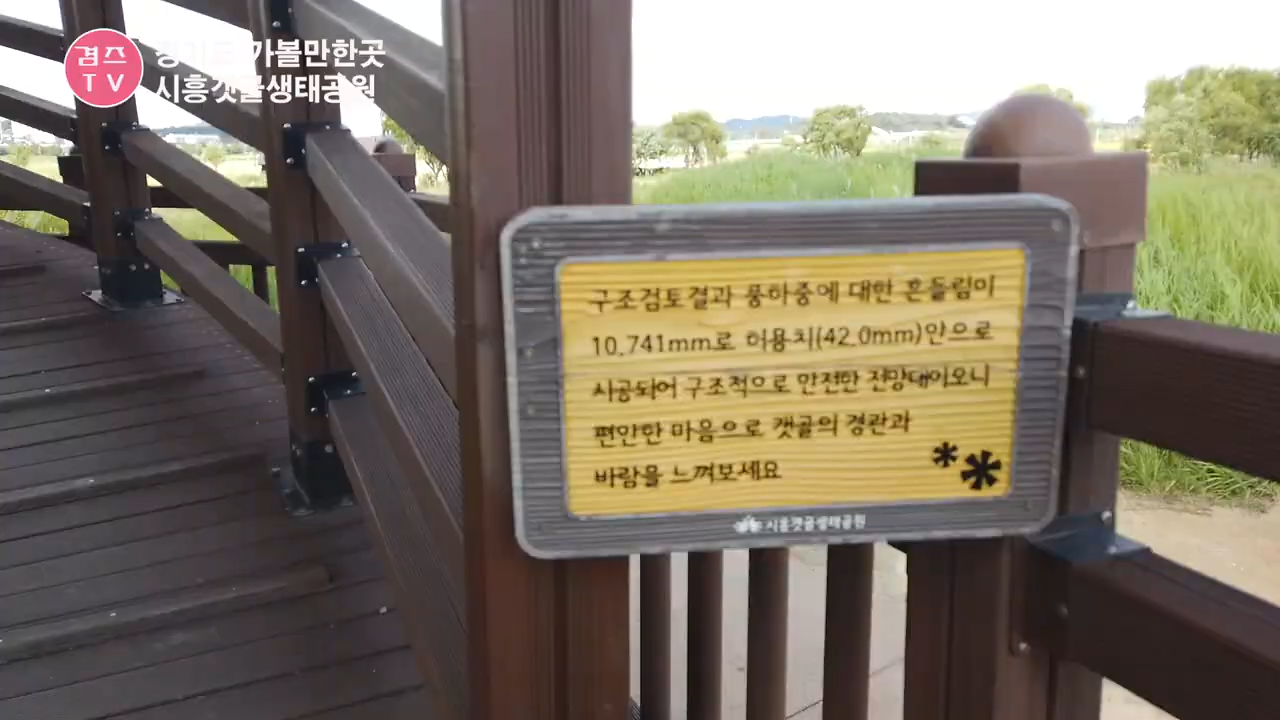 겸즈
TV
경기도 가볼만한곳
시흥갯골생태공원
구조검토결과 풍하중에 대한 흔들림이
10.741mm로 허용치(42.0mm)안으로
시공되어 구조적으로 안전한 전망대이오니
편안한 마음으로 갯골의 경관과
바람을 느껴보세요
시흥갯골생태공원